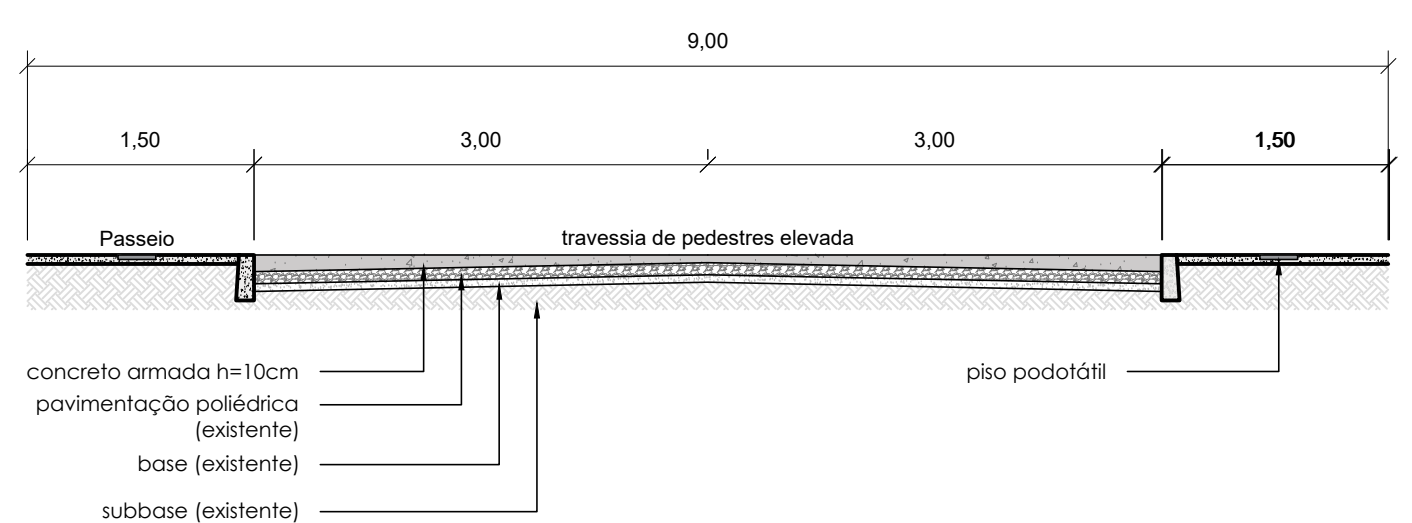 9,00
1,50
3,00
3,00
1,50
Passeio
travessia de pedestres elevada
concreto armada h=10cm
pavimentação poliédrica
(existente)
base (existente)
subbase (existente)
piso podotátil